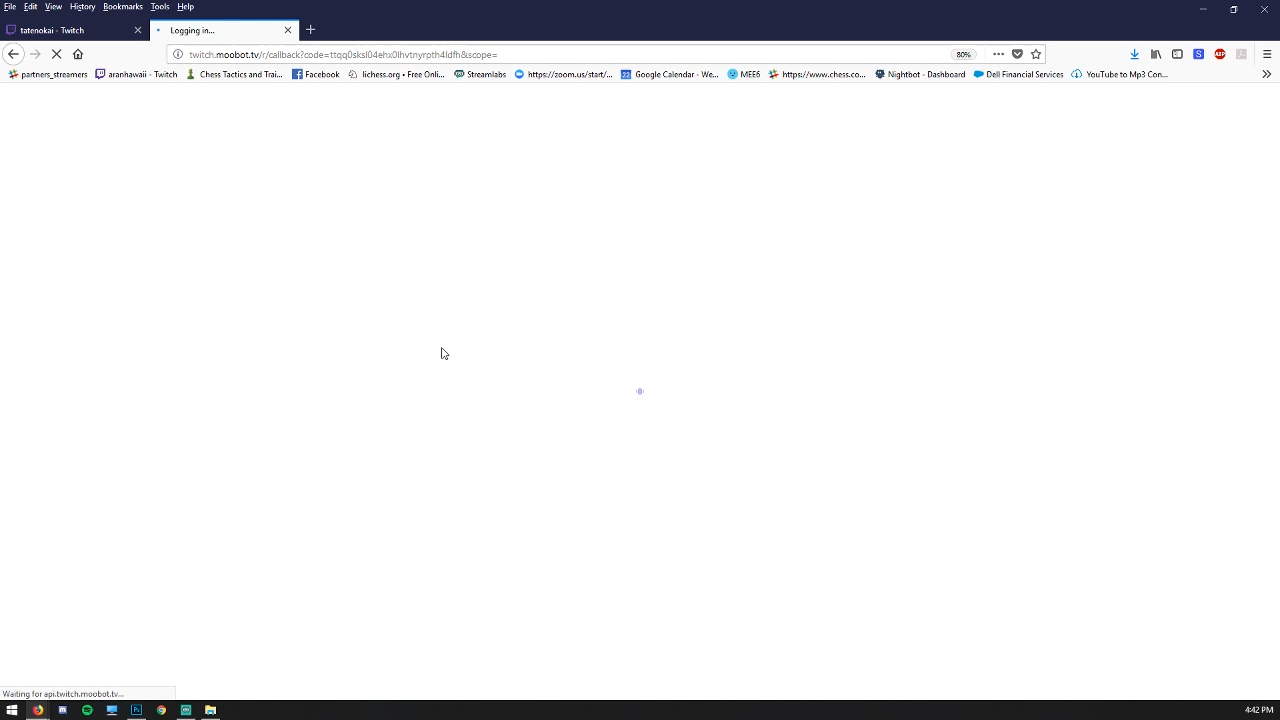 File Edit View History Bookmarks Tools Help
tatenokai - Twitch Logging in...
twitch.moobot.tv/r/callback?code=ttqq0sksl04ehx0lhvtnyrpth4ldfh&scope= 80%
partners_streamers aranhawaii - Twitch Chess Tactics and Trai... Facebook lichess.org • Free Onli... Streamlabs https://zoom.us/start/... 22 Google Calendar - We... MEE6 https://www.chess.co... Nightbot - Dashboard Dell Financial Services YouTube to Mp3 Con...
Waiting for api.twitch.moobot.tv...
4:42 PM